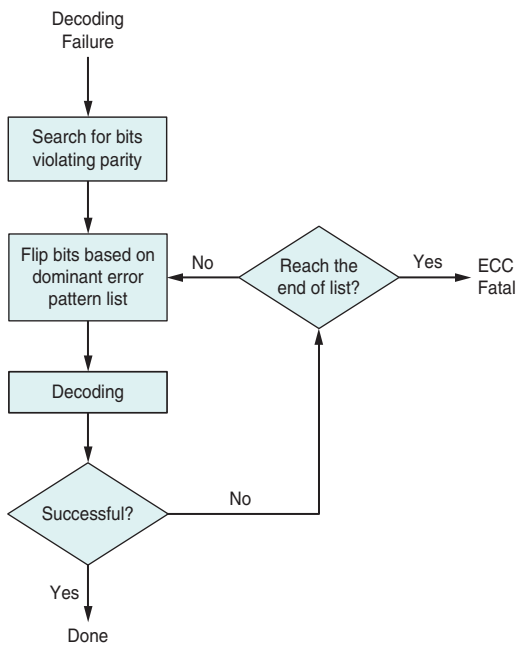 Decoding
Failure
Search for bits
violating parity
Flip bits based on
dominant error
pattern list
No
Reach the
end of list?
Yes
ECC
Fatal
Decoding
Successful?
No
Yes
Done